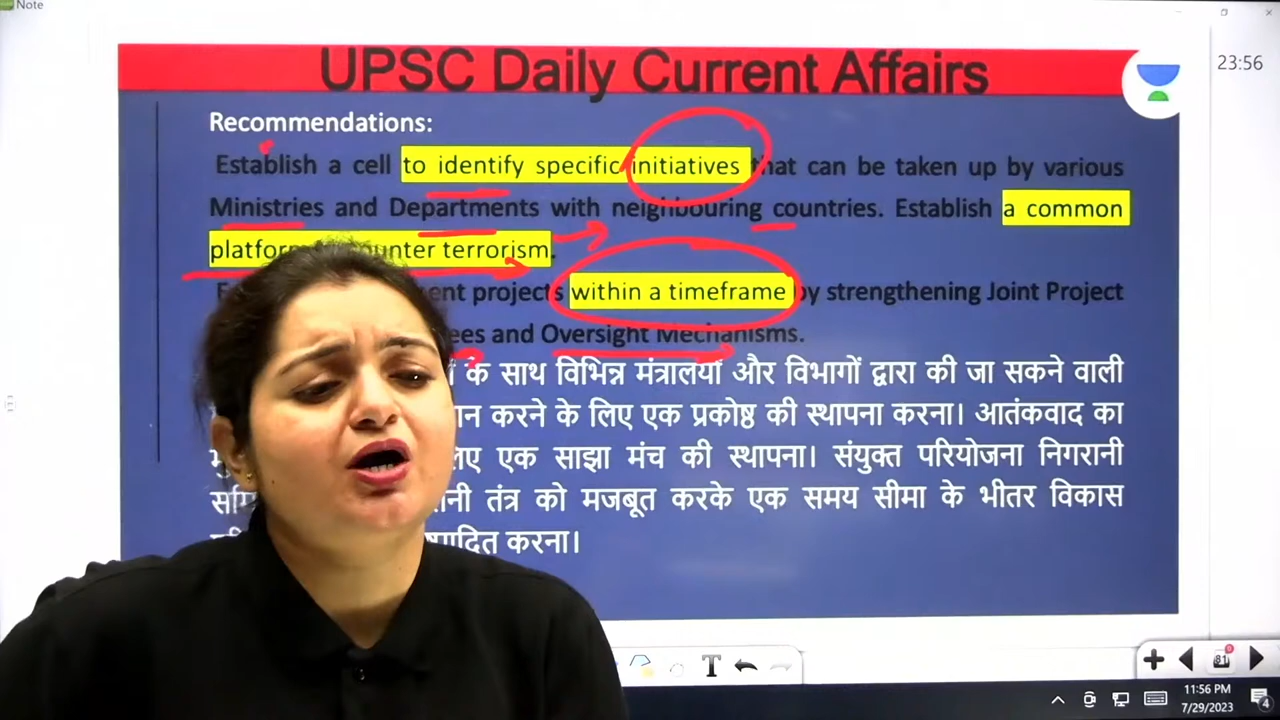 Note
UPSC Daily Current Affairs
23:56
Recommendations:
Establish a cell to identify specific initiatives that can be taken up by various
Ministries and Departments with neighbouring countries. Establish a common
counter terrorism.
projects within a timeframe by strengthening Joint Project
and Oversight Mechanisms.
के साथ विभिन्न मंत्रालयों और विभागों द्वारा की जा सकने वाली
करने के लिए एक प्रकोष्ठ की स्थापना करना। आतंकवाद का
एक साझा मंच की स्थापना। संयुक्त परियोजना निगरानी
तंत्र को मजबूत करके एक समय सीमा के भीतर विकास
करना।
T
81
11:56 PM
7/29/2023
4